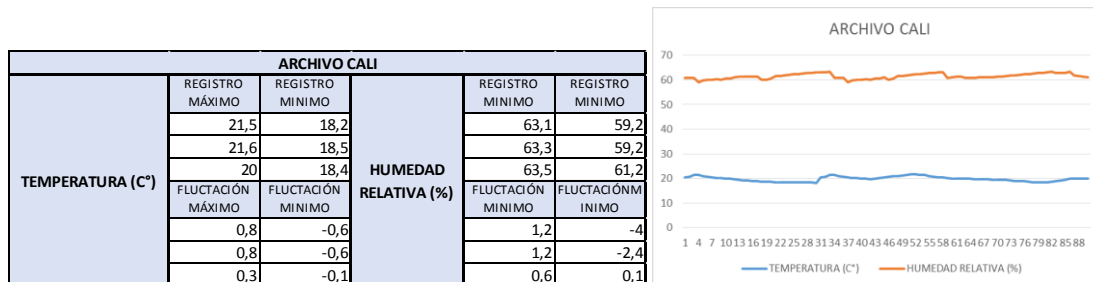 ARCHIVO CALI
TEMPERATURA (C°)
REGISTRO MÁXIMO
REGISTRO MINIMO
HUMEDAD RELATIVA (%)
REGISTRO MINIMO
REGISTRO MINIMO
21,5 18,2 63,1 59,2
21,6 18,5 63,3 59,2
20 18,4 63,5 61,2
FLUCTACIÓN MÁXIMO
FLUCTACIÓN MINIMO
FLUCTACIÓN MINIMO
FLUCTACIÓNM INIMO
0,8 -0,6 1,2 -4
0,8 -0,6 1,2 -2,4
0,3 -0,1 0,6 0,1
ARCHIVO CALI
70
60
50
40
30
20
10
0
1 4 7 10 13 16 19 22 25 28 31 34 37 40 43 46 49 52 55 58 61 64 67 70 73 76 79 82 85 88
TEMPERATURA (C°) HUMEDAD RELATIVA (%)